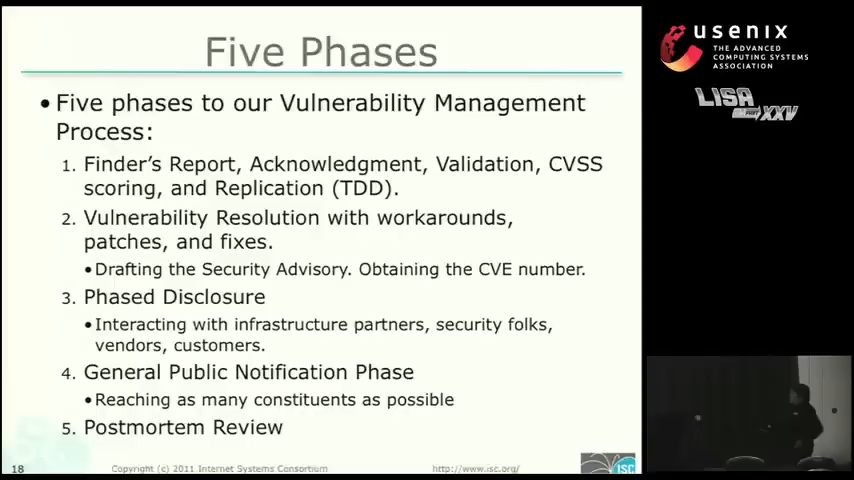 Five Phases
• Five phases to our Vulnerability Management
Process:
1. Finder's Report, Acknowledgment, Validation, CVSS
scoring, and Replication (TDD).
2. Vulnerability Resolution with workarounds,
patches, and fixes.
• Drafting the Security Advisory. Obtaining the CVE number.
3. Phased Disclosure
• Interacting with infrastructure partners, security folks,
vendors, customers.
4. General Public Notification Phase
• Reaching as many constituents as possible
5. Postmortem Review
18
Copyright (c) 2011 Internet Systems Consortium
http://www.isc.org/
ISC
usenix
THE ADVANCED
COMPUTING SYSTEMS
ASSOCIATION
LISA
XXV